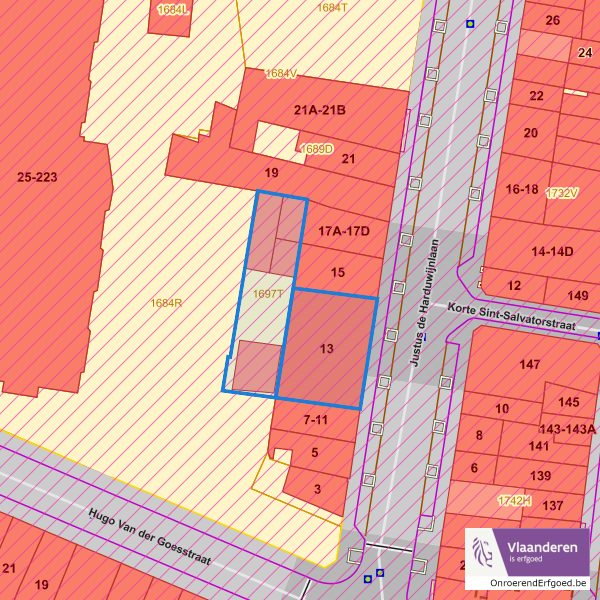 1684L
1684T
26
24
1684V
22
21A-21B
20
1689D
21
19
25-223
16-18
1732V
17A-17D
14-14D
15
12
149
1697T
1684R
Justus de Harduwijnlaan
Korte Sint-Salvatorstraat
13
147
145
10
7-11
143-143A
8
141
5
6
139
3
1742H
137
Hugo Van der Goesstraat
21
19
Vlaanderen
is erfgoed
OnroerendErfgoed.be